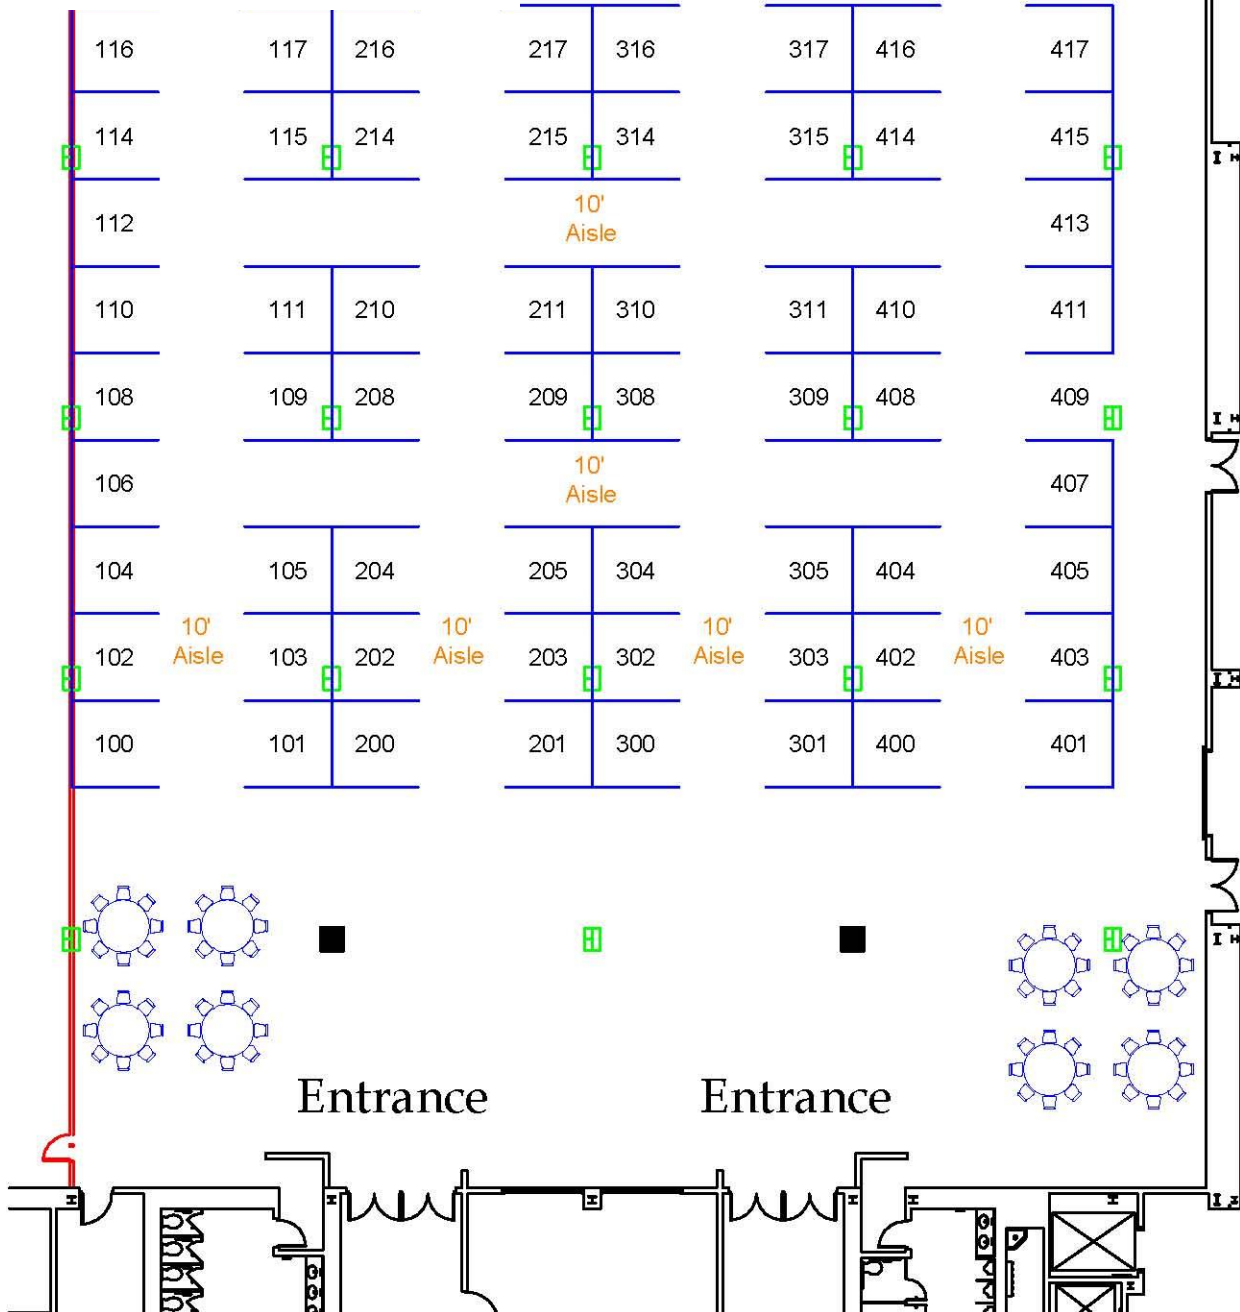 116 117 216 217 316 317 416 417
114 115 214 215 314 315 414 415
112 10' 413
Aisle
110 111 210 211 310 311 410 411
108 109 208 209 308 309 408 409
106 10' 407
Aisle
104 105 204 205 304 305 404 405
10' 10' 10' 10'
102 Aisle 103 202 Aisle 203 302 Aisle 303 402 Aisle 403
100 101 200 201 300 301 400 401
Entrance Entrance